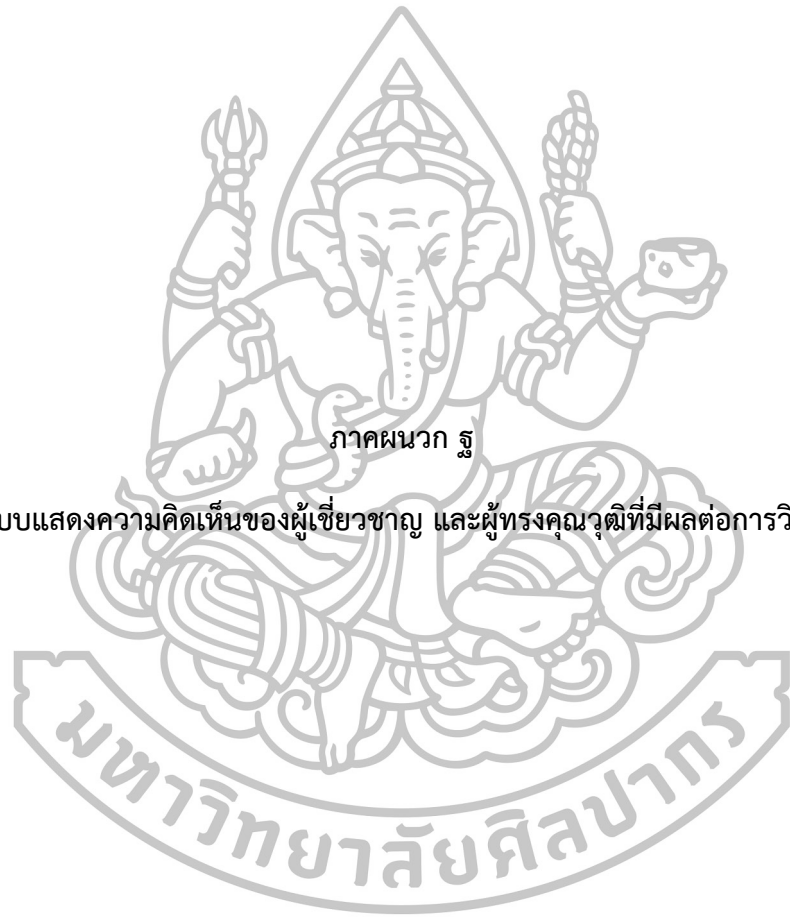 ภาคผนวก ฐ
บบแสดงความคิดเห็นของผู้เชี่ยวชาญ และผู้ทรงคุณวุฒิที่มีผลต่อการวิ
มหาวิทยาลัยศิลปากร